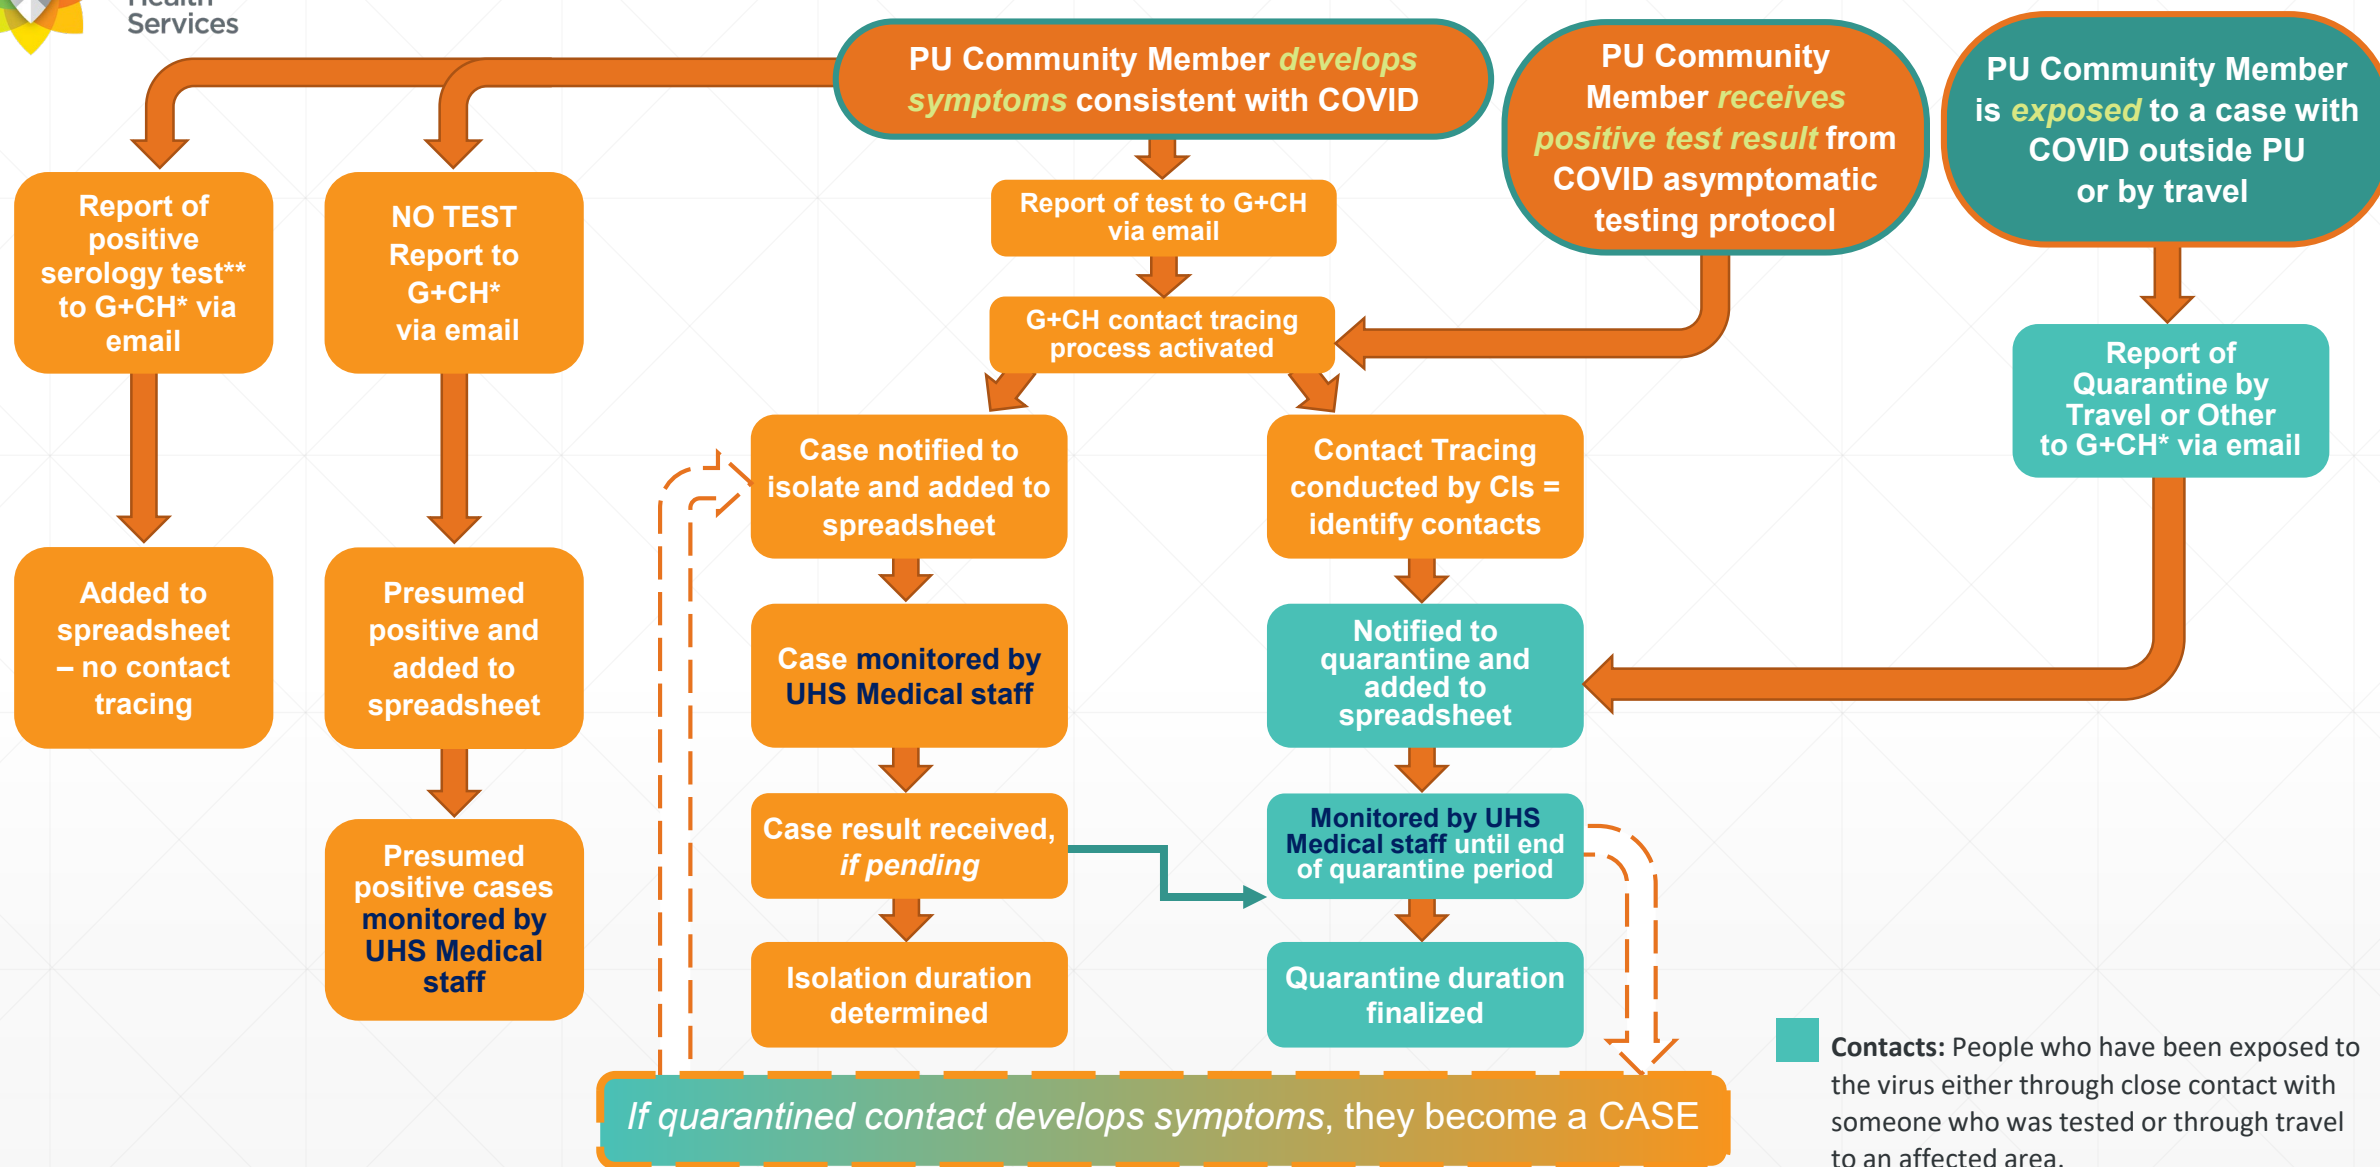 Health
Services
PU Community Member develops
symptoms consistent with COVID
PU Community
Member receives
positive test result from
COVID asymptomatic
testing protocol
PU Community Member
is exposed to a case with
COVID outside PU
or by travel
Report of
positive
serology test**
to G+CH* via
email
NO TEST
Report to
G+CH*
via email
Report of test to G+CH
via email
G+CH contact tracing
process activated
Report of
Quarantine by
Travel or Other
to G+CH* via email
Case notified to
isolate and added to
spreadsheet
Contact Tracing
conducted by CIs =
identify contacts
Added to
spreadsheet
– no contact
tracing
Presumed
positive and
added to
spreadsheet
Case monitored by
UHS Medical staff
Notified to
quarantine and
added to
spreadsheet
Presumed
positive cases
monitored by
UHS Medical
staff
Case result received,
if pending
Monitored by UHS
Medical staff until end
of quarantine period
Isolation duration
determined
Quarantine duration
finalized
If quarantined contact develops symptoms, they become a CASE
Contacts: People who have been exposed to
the virus either through close contact with
someone who was tested or through travel
to an affected area.